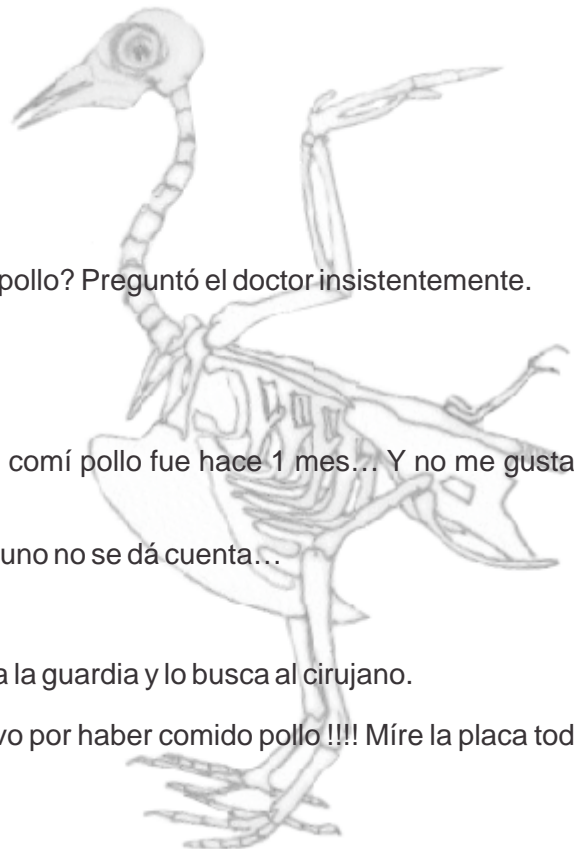 pollo? Preguntó el doctor insistentemente.
comí pollo fue hace 1 mes… Y no me gusta
uno no se dá cuenta…
a la guardia y lo busca al cirujano.
vo por haber comido pollo !!!! Míre la placa tod